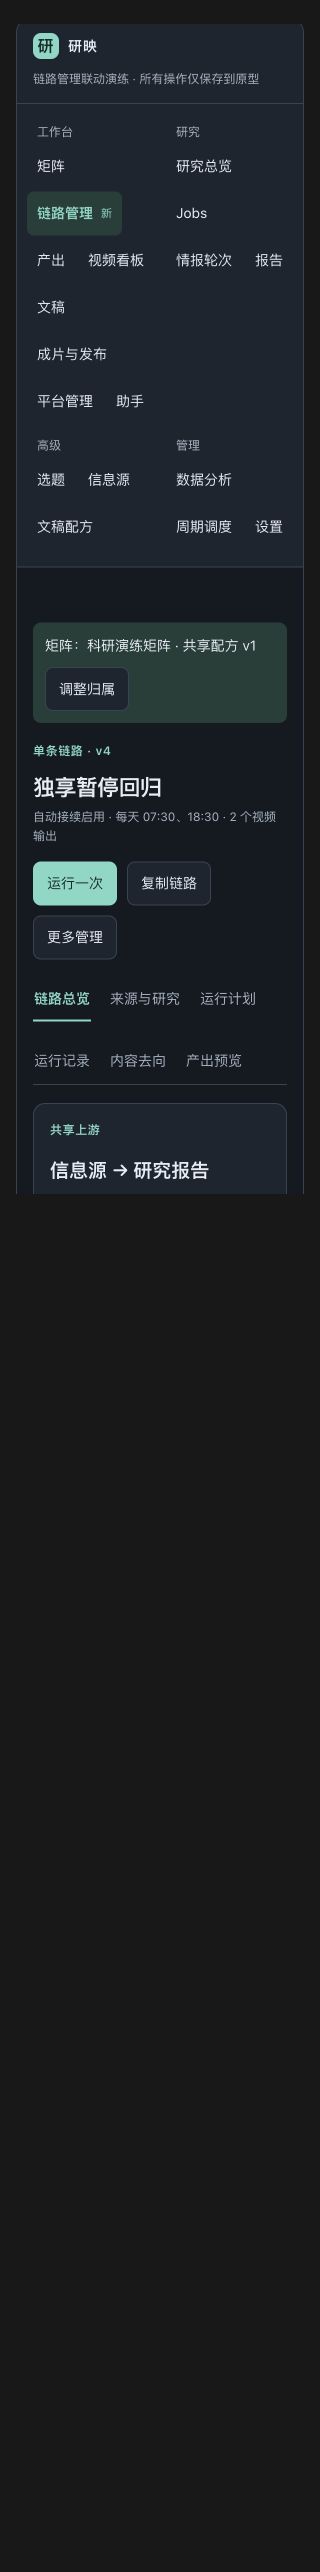 研 研映
链路管理联动演练 · 所有操作仅保存到原型
工作台
矩阵
链路管理 新
产出 视频看板
文稿
成片与发布
平台管理 助手
研究
研究总览
Jobs
情报轮次 报告
高级
选题 信息源
文稿配方
管理
数据分析
周期调度 设置
矩阵：科研演练矩阵 · 共享配方 v1
调整归属
单条链路 · v4
独享暂停回归
自动接续启用 · 每天 07:30、18:30 · 2 个视频
输出
运行一次 复制链路
更多管理
链路总览 来源与研究 运行计划
运行记录 内容去向 产出预览
共享上游
信息源 → 研究报告